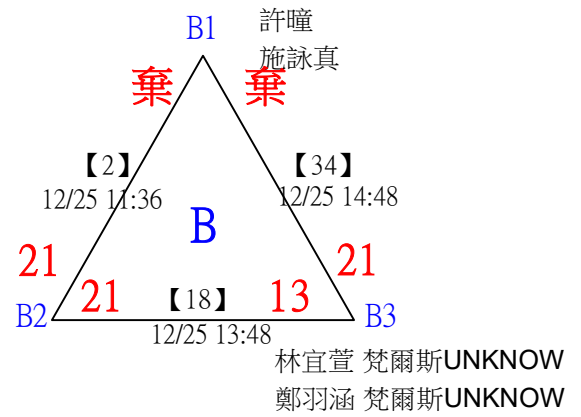 B1
許曈
施詠真
棄 棄
【2】
12/25 11:36
【34】
12/25 14:48
B
21
21
【18】
13
21
B2
12/25 13:48
B3
林宜萱 梵爾斯UNKNOW
鄭羽涵 梵爾斯UNKNOW